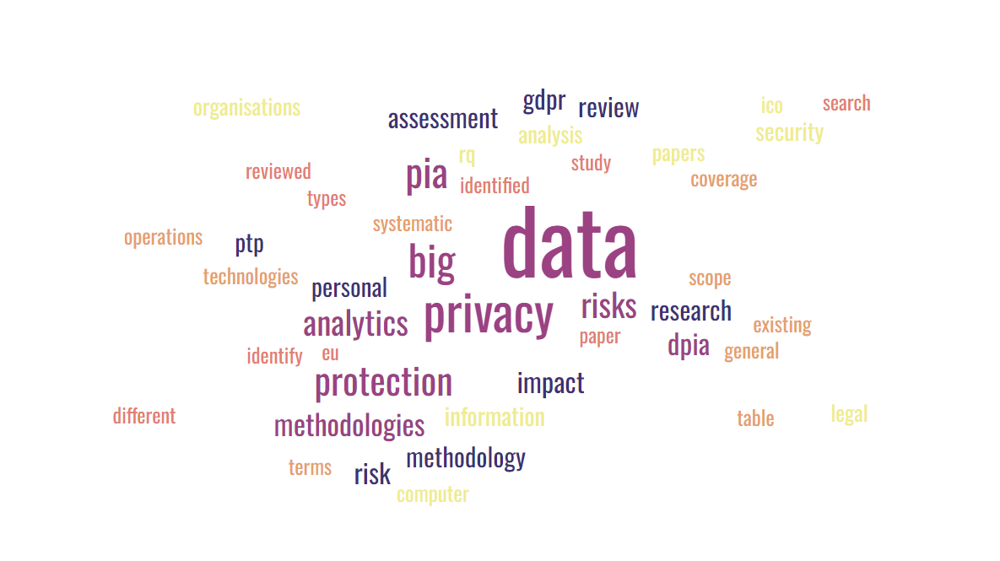 gdpr
ico
search
organisations
review
assessment
security
analysis
rq
papers
study
reviewed
pia
coverage
identified
types
systematic
operations
ptp
data
big
technologies
scope
personal
risks
research
privacy
analytics
existing
paper
dpia
general
identify
eu
protection
impact
different
information
table
legal
methodologies
methodology
terms
risk
computer